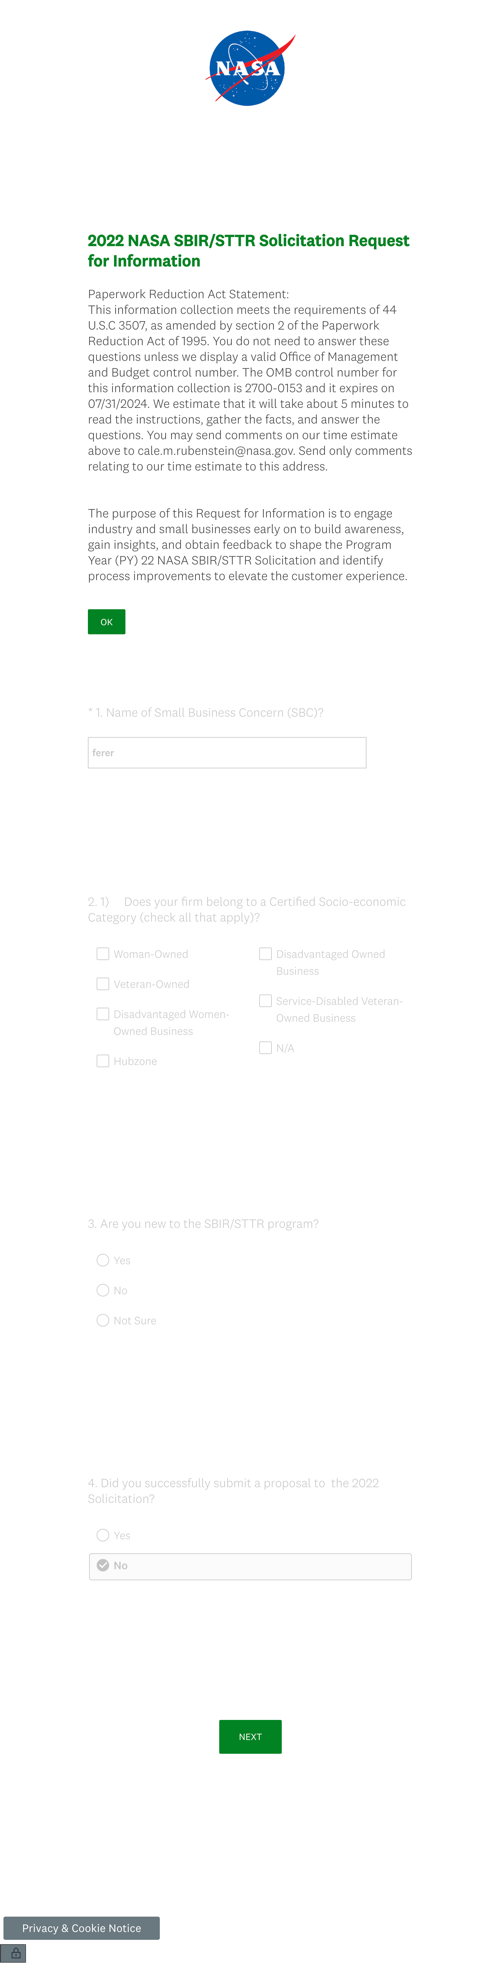 NASA
2022 NASA SBIR/STTR Solicitation Request
for Information
Paperwork Reduction Act Statement:
This information collection meets the requirements of 44
U.S.C 3507, as amended by section 2 of the Paperwork
Reduction Act of 1995. You do not need to answer these
questions unless we display a valid Office of Management
and Budget control number. The OMB control number for
this information collection is 2700-0153 and it expires on
07/31/2024. We estimate that it will take about 5 minutes to
read the instructions, gather the facts, and answer the
questions. You may send comments on our time estimate
above to cale.m.rubenstein@nasa.gov. Send only comments
relating to our time estimate to this address.
The purpose of this Request for Information is to engage
industry and small businesses early on to build awareness,
gain insights, and obtain feedback to shape the Program
Year (PY) 22 NASA SBIR/STTR Solicitation and identify
process improvements to elevate the customer experience.
OK
* 1. Name of Small Business Concern (SBC)?
ferer
2. 1) Does your firm belong to a Certified Socio-economic
Category (check all that apply)?
Woman-Owned
Veteran-Owned
Disadvantaged Women-
Owned Business
Hubzone
Disadvantaged Owned
Business
Service-Disabled Veteran-
Owned Business
N/A
3. Are you new to the SBIR/STTR program?
Yes
No
Not Sure
4. Did you successfully submit a proposal to the 2022
Solicitation?
Yes
No
NEXT
Privacy & Cookie Notice